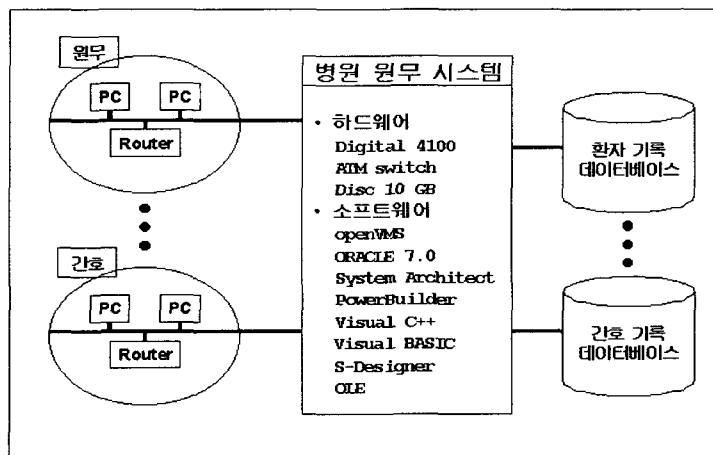 원무
PC
PC
Router
간호
PC
PC
Router
병원 원무 시스템
• 하드웨어
Digital 4100
ATM switch
Disc 10 GB
• 소프트웨어
openVMS
ORACLE 7.0
System Architect
PowerBuilder
Visual C++
Visual BASIC
S-Designer
OLE
환자 기록
데이터베이스
간호 기록
데이터베이스